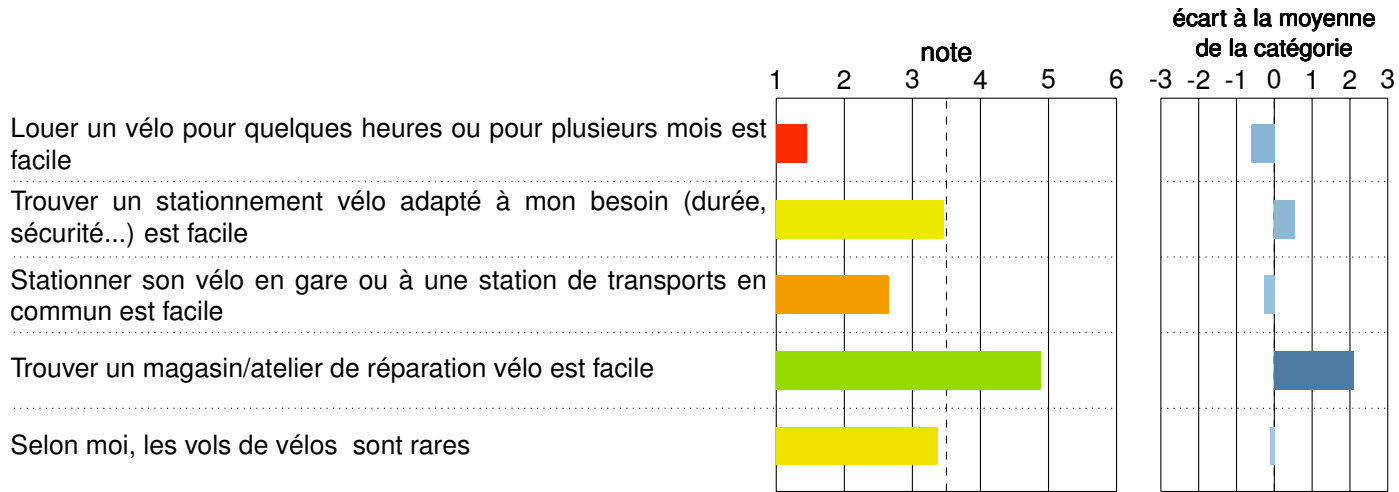 écart à la moyenne
note de la catégorie
1 2 3 4 5 6 -3 -2 -1 0 1 2 3
Louer un vélo pour quelques heures ou pour plusieurs mois est
facile
Trouver un stationnement vélo adapté à mon besoin (durée,
sécurité...) est facile
Stationner son vélo en gare ou à une station de transports en
commun est facile
Trouver un magasin/atelier de réparation vélo est facile
Selon moi, les vols de vélos sont rares